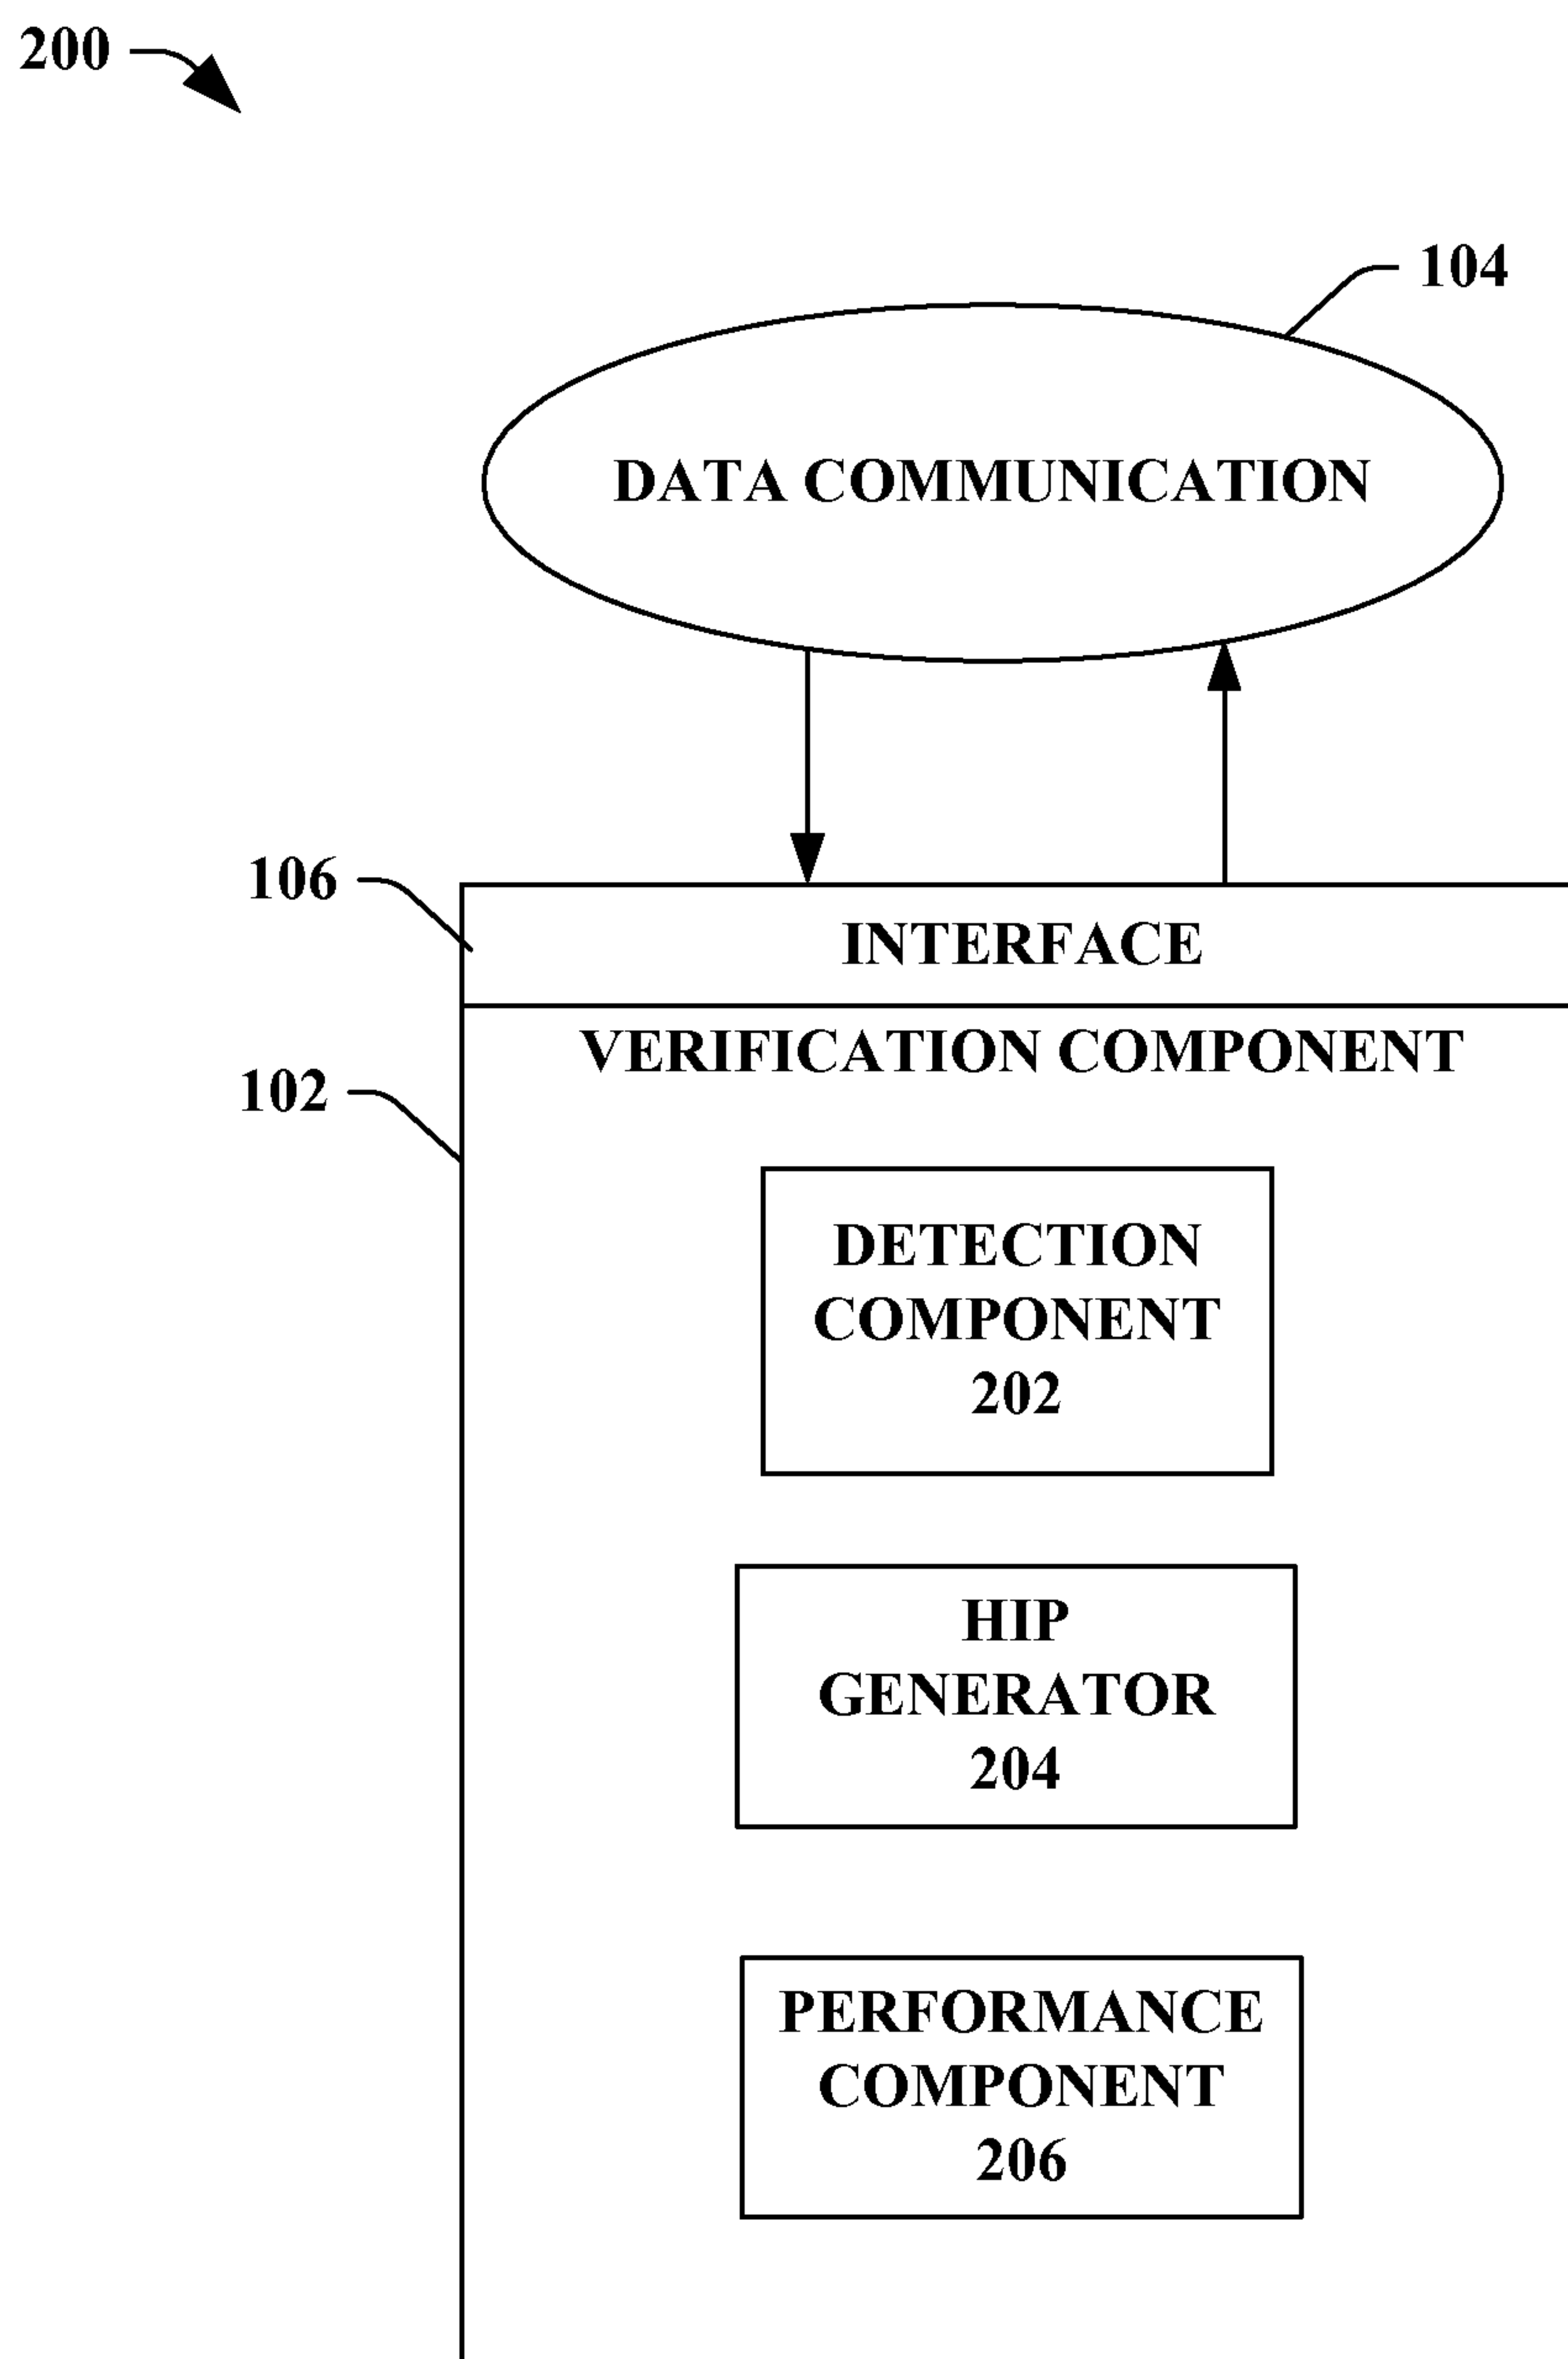 200
104
DATA COMMUNICATION
106
INTERFACE
VERIFICATION COMPONENT
102
DETECTION
COMPONENT
202
HIP
GENERATOR
204
PERFORMANCE
COMPONENT
206